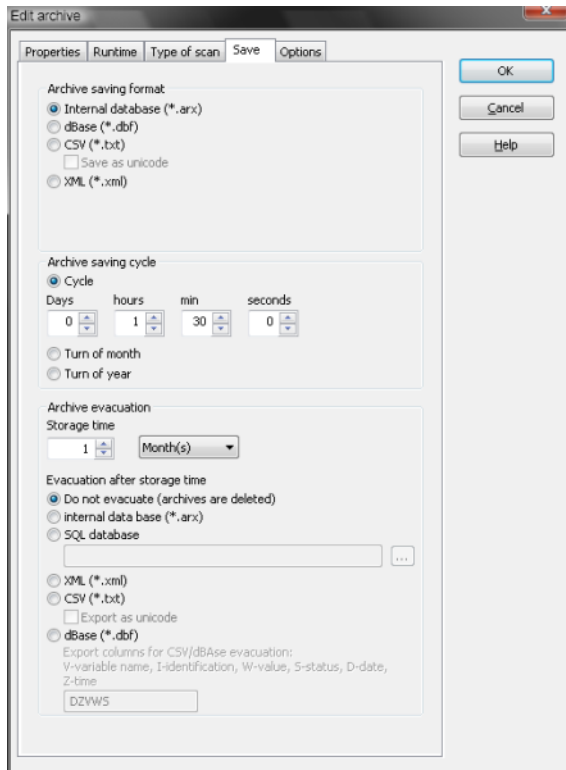 Edit archive
Properties Runtime Type of scan Save Options
OK
Cancel
Help
Archive saving format
Internal database (*.arx)
dBase (*.dbf)
CSV (*.txt)
Save as unicode
XML (*.xml)
Archive saving cycle
Cycle
Days hours min seconds
0 1 30 0
Turn of month
Turn of year
Archive evacuation
Storage time
1 Month(s)
Evacuation after storage time
Do not evacuate (archives are deleted)
internal data base (*.arx)
SQL database
...
XML (*.xml)
CSV (*.txt)
Export as unicode
dBase (*.dbf)
Export columns for CSV/dBAse evacuation:
V-variable name, I-identification, W-value, S-status, D-date,
Z-time
DZVWS